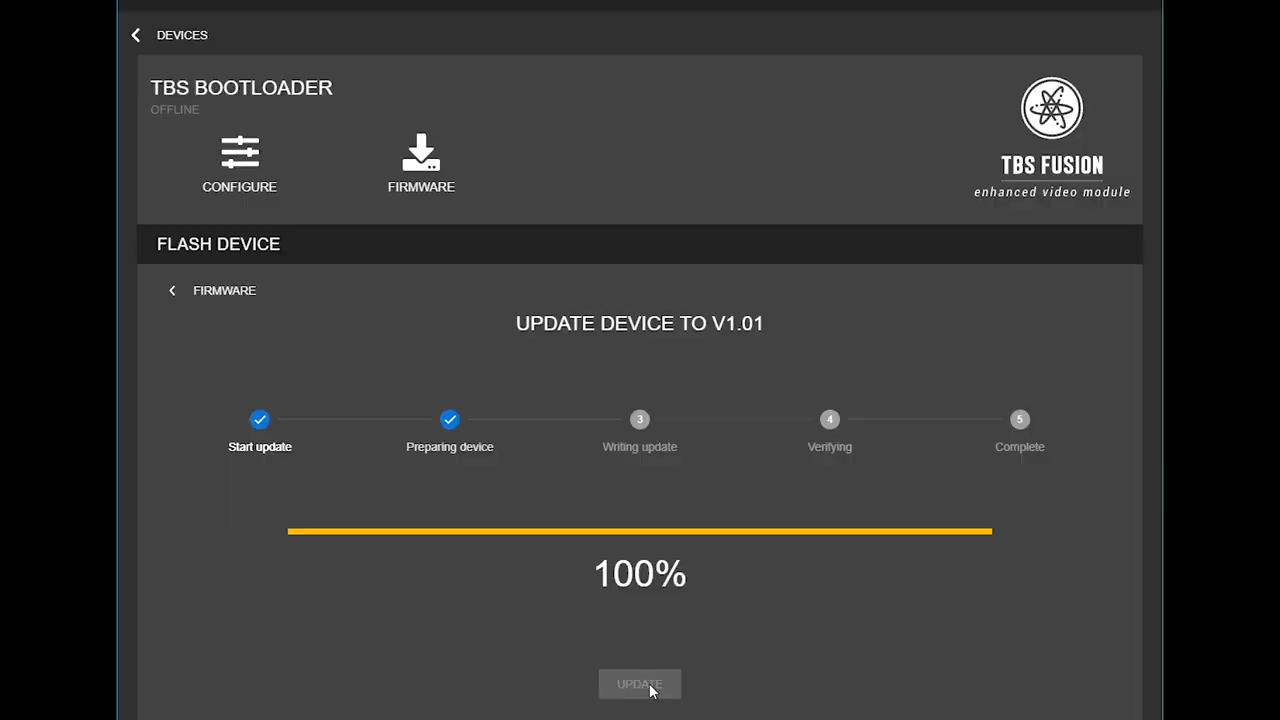 DEVICES
TBS BOOTLOADER
OFFLINE
CONFIGURE
FIRMWARE
TBS FUSION
enhanced video module
FLASH DEVICE
FIRMWARE
UPDATE DEVICE TO V1.01
3
4
5
Start update
Preparing device
Writing update
Verifying
Complete
100%
UPDATE